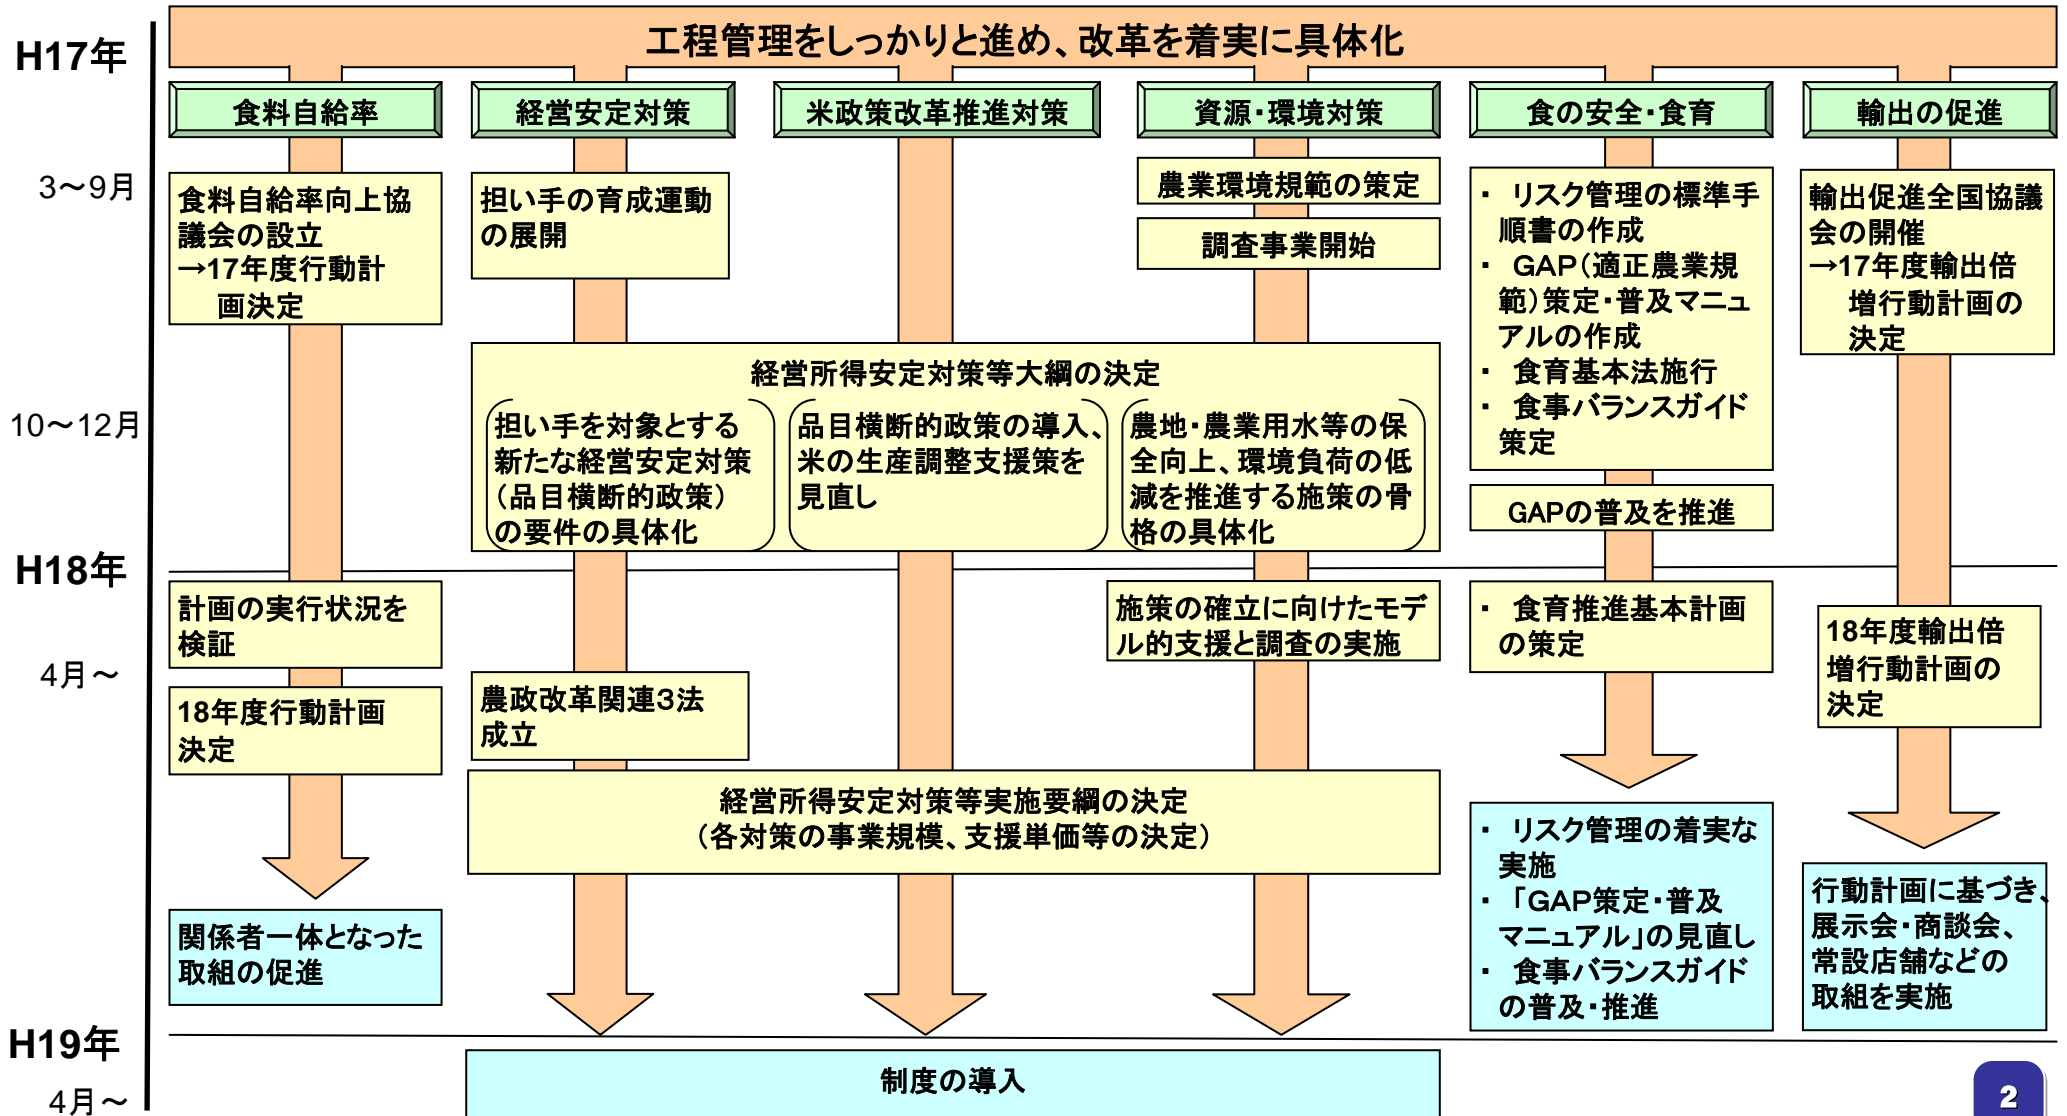 工程管理をしっかりと進め、改革を着実に具体化
H17年
食料自給率
経営安定対策
米政策改革推進対策
資源・環境対策
食の安全・食育
輸出の促進
3～9月
食料自給率向上協
議会の設立
→17年度行動計
画決定
担い手の育成運動
の展開
農業環境規範の策定
調査事業開始
・ リスク管理の標準手
順書の作成
・ GAP（適正農業規
範）策定・普及マニュ
アルの作成
・ 食育基本法施行
・ 食事バランスガイド
策定
輸出促進全国協議
会の開催
→17年度輸出倍
増行動計画の
決定
10～12月
経営所得安定対策等大綱の決定
担い手を対象とする
新たな経営安定対策
（品目横断的政策）
の要件の具体化
品目横断的政策の導入、
米の生産調整支援策を
見直し
農地・農業用水等の保
全向上、環境負荷の低
減を推進する施策の骨
格の具体化
GAPの普及を推進
H18年
計画の実行状況を
検証
施策の確立に向けたモデ
ル的支援と調査の実施
・ 食育推進基本計画
の策定
18年度輸出倍
増行動計画の
決定
4月～
18年度行動計画
決定
農政改革関連3法
成立
経営所得安定対策等実施要綱の決定
（各対策の事業規模、支援単価等の決定）
関係者一体となった
取組の促進
・ リスク管理の着実な
実施
・ 「GAP策定・普及
マニュアル」の見直し
・ 食事バランスガイド
の普及・推進
行動計画に基づき、
展示会・商談会、
常設店舗などの
取組を実施
H19年
4月～
制度の導入
2